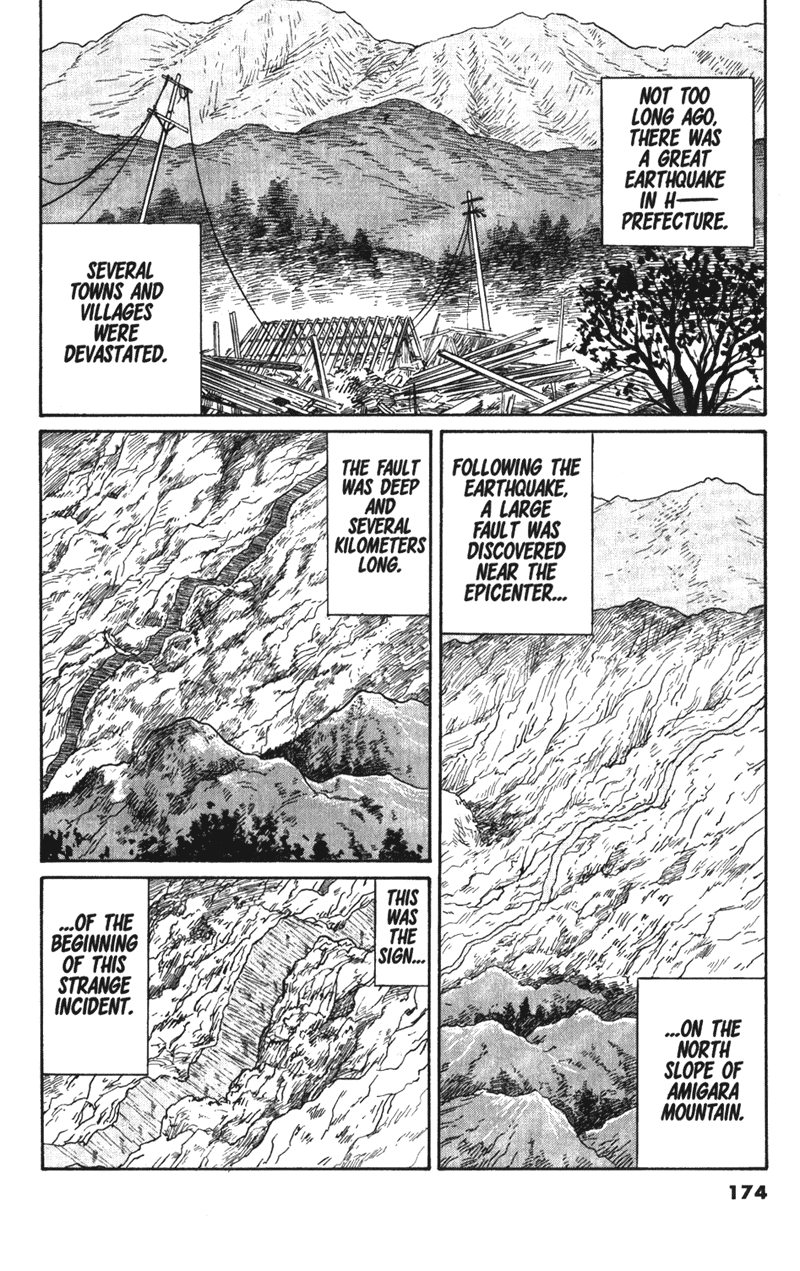 NOT TOO
LONG AGO,
THERE WAS
A GREAT
EARTHQUAKE
IN H——
PREFECTURE.
SEVERAL
TOWNS AND
VILLAGES
WERE
DEVASTATED.
FOLLOWING THE
EARTHQUAKE,
A LARGE
FAULT WAS
DISCOVERED
NEAR THE
EPICENTER...
...ON THE
NORTH
SLOPE OF
AMIGARA
MOUNTAIN.
THE FAULT
WAS DEEP
AND
SEVERAL
KILOMETERS
LONG.
THIS
WAS
THE
SIGN...
...OF THE
BEGINNING
OF THIS
STRANGE
INCIDENT.
174